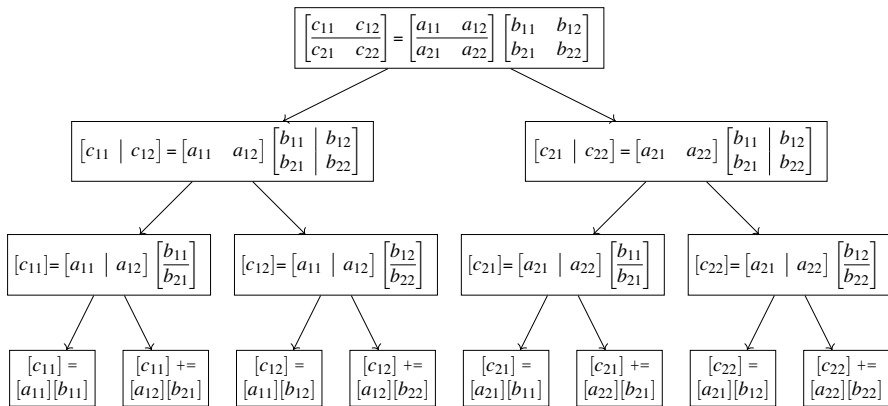 [c11 c12 / c21 c22] = [a11 a12 / a21 a22] [b11 b12 / b21 b22]
[c11 | c12] = [a11 a12] [b11 | b12 / b21 | b22]
[c21 | c22] = [a21 a22] [b11 | b12 / b21 | b22]
[c11]= [a11 | a12] [b11 / b21]
[c12]= [a11 | a12] [b12 / b22]
[c21]= [a21 | a22] [b11 / b21]
[c22]= [a21 | a22] [b12 / b22]
[c11] =
[a11][b11]
[c11] +=
[a12][b21]
[c12] =
[a11][b12]
[c12] +=
[a12][b22]
[c21] =
[a21][b11]
[c21] +=
[a22][b21]
[c22] =
[a21][b12]
[c22] +=
[a22][b22]